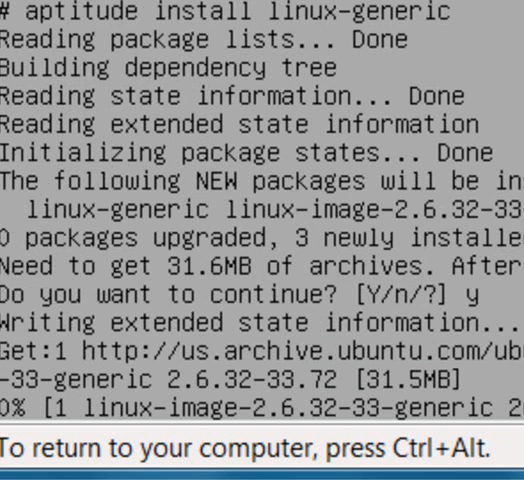 # aptitude install linux-generic
Reading package lists... Done
Building dependency tree
Reading state information... Done
Reading extended state information
Initializing package states... Done
The following NEW packages will be in
linux-generic linux-image-2.6.32-33
0 packages upgraded, 3 newly installe
Need to get 31.6MB of archives. After
Do you want to continue? [Y/n/?] y
Writing extended state information...
Get:1 http://us.archive.ubuntu.com/ub
-33-generic 2.6.32-33.72 [31.5MB]
0% [1 linux-image-2.6.32-33-generic 2
To return to your computer, press Ctrl+Alt.